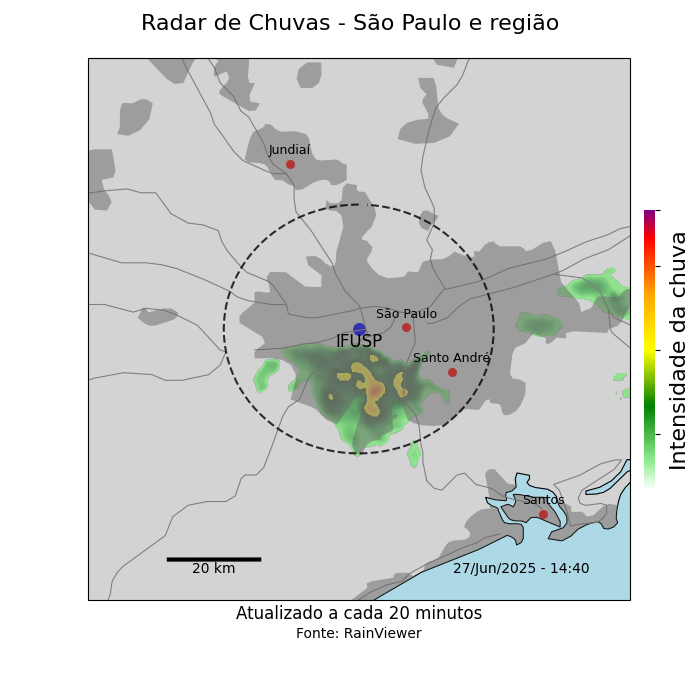 Radar de Chuvas - São Paulo e região
Jundiaí
São Paulo
IFUSP
Santo André
Santos
20 km
27/Jun/2025 - 14:40
Intensidade da chuva
Atualizado a cada 20 minutos
Fonte: RainViewer